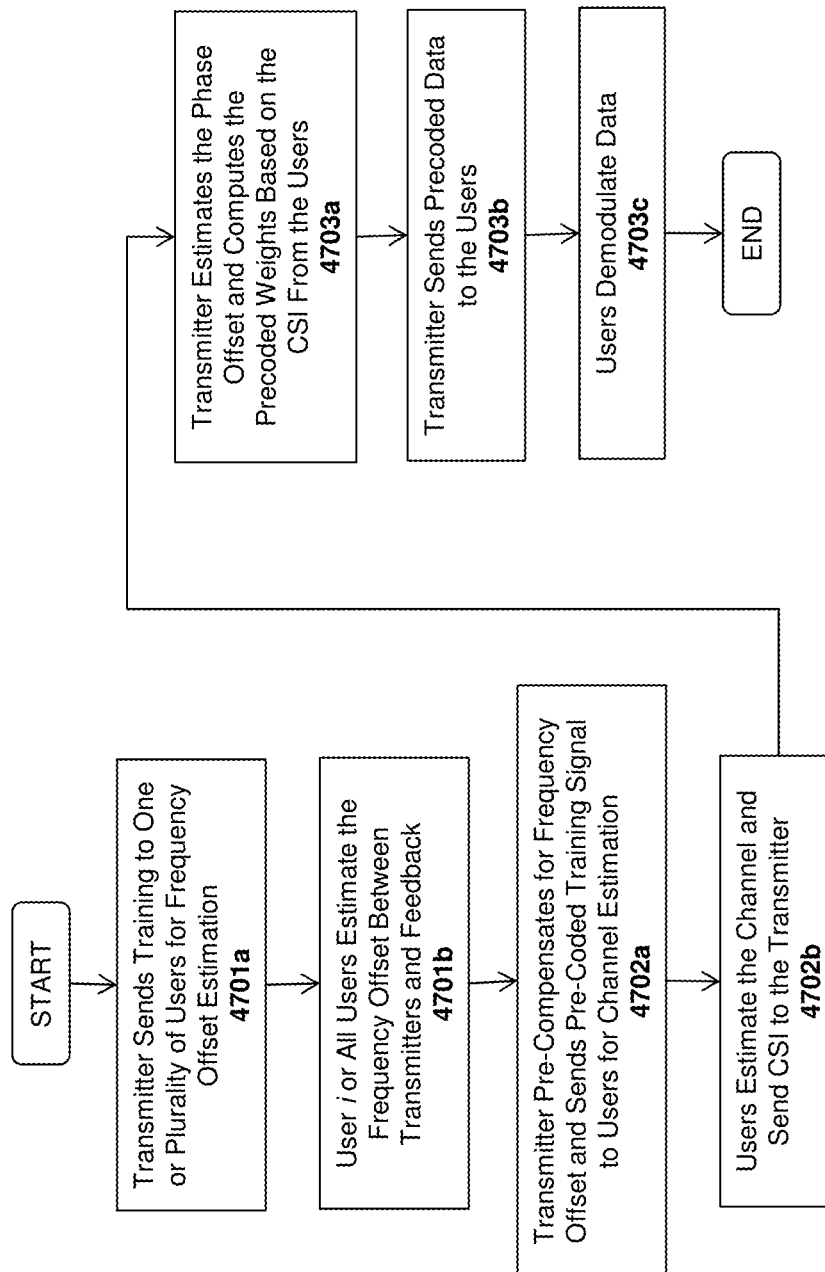 START
Transmitter Sends Training to One
or Plurality of Users for Frequency
Offset Estimation
4701a
User i or All Users Estimate the
Frequency Offset Between
Transmitters and Feedback
4701b
Transmitter Pre-Compensates for Frequency
Offset and Sends Pre-Coded Training Signal
to Users for Channel Estimation
4702a
Users Estimate the Channel and
Send CSI to the Transmitter
4702b
Transmitter Estimates the Phase
Offset and Computes the
Precoded Weights Based on the
CSI From the Users
4703a
Transmitter Sends Precoded Data
to the Users
4703b
Users Demodulate Data
4703c
END